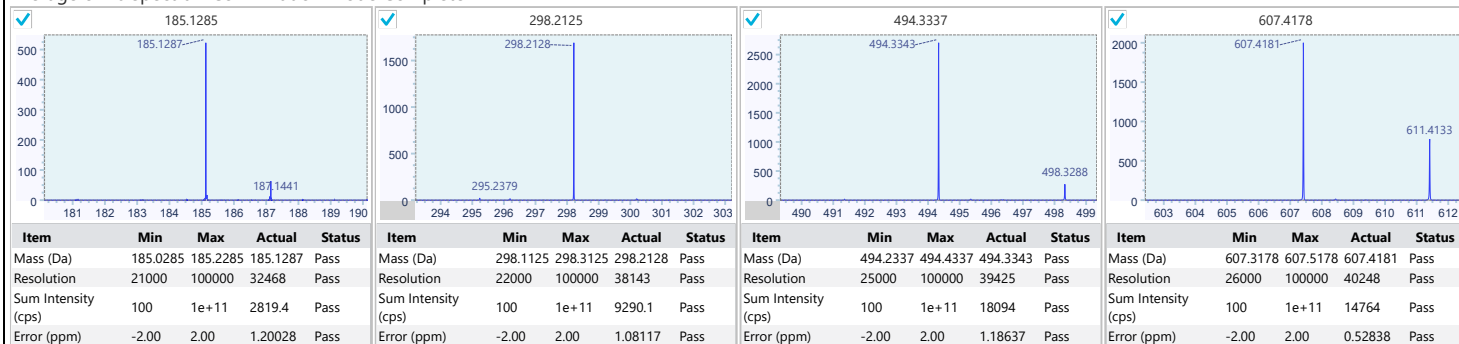 185.1285
185.1287
187.1441
500
400
300
200
100
0
181 182 183 184 185 186 187 188 189 190
Item Min Max Actual Status
Mass (Da) 185.0285 185.2285 185.1287 Pass
Resolution 21000 100000 32468 Pass
Sum Intensity (cps) 100 1e+11 2819.4 Pass
Error (ppm) -2.00 2.00 1.20028 Pass
298.2125
298.2128
295.2379
1500
1000
500
0
294 295 296 297 298 299 300 301 302 303
Item Min Max Actual Status
Mass (Da) 298.1125 298.3125 298.2128 Pass
Resolution 22000 100000 38143 Pass
Sum Intensity (cps) 100 1e+11 9290.1 Pass
Error (ppm) -2.00 2.00 1.08117 Pass
494.3337
494.3343
498.3288
2500
2000
1500
1000
500
0
490 491 492 493 494 495 496 497 498 499
Item Min Max Actual Status
Mass (Da) 494.2337 494.4337 494.3343 Pass
Resolution 25000 100000 39425 Pass
Sum Intensity (cps) 100 1e+11 18094 Pass
Error (ppm) -2.00 2.00 1.18637 Pass
607.4178
607.4181
611.4133
2000
1500
1000
500
0
603 604 605 606 607 608 609 610 611 612
Item Min Max Actual Status
Mass (Da) 607.3178 607.5178 607.4181 Pass
Resolution 26000 100000 40248 Pass
Sum Intensity (cps) 100 1e+11 14764 Pass
Error (ppm) -2.00 2.00 0.52838 Pass